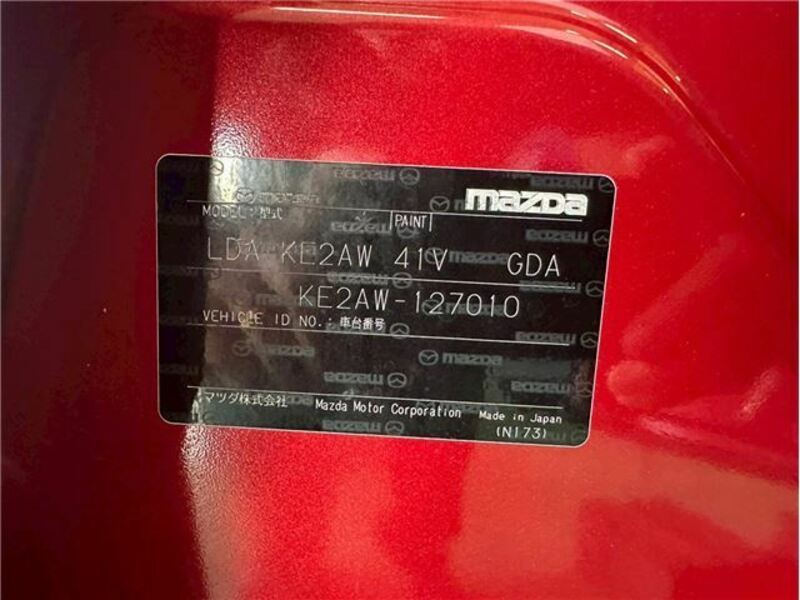 mazda
MODEL:型式 PAINT
LDA-KE2AW 41V GDA
KE2AW-127010
VEHICLE ID NO.:車台番号
マツダ株式会社 Mazda Motor Corporation Made in Japan
(N173)